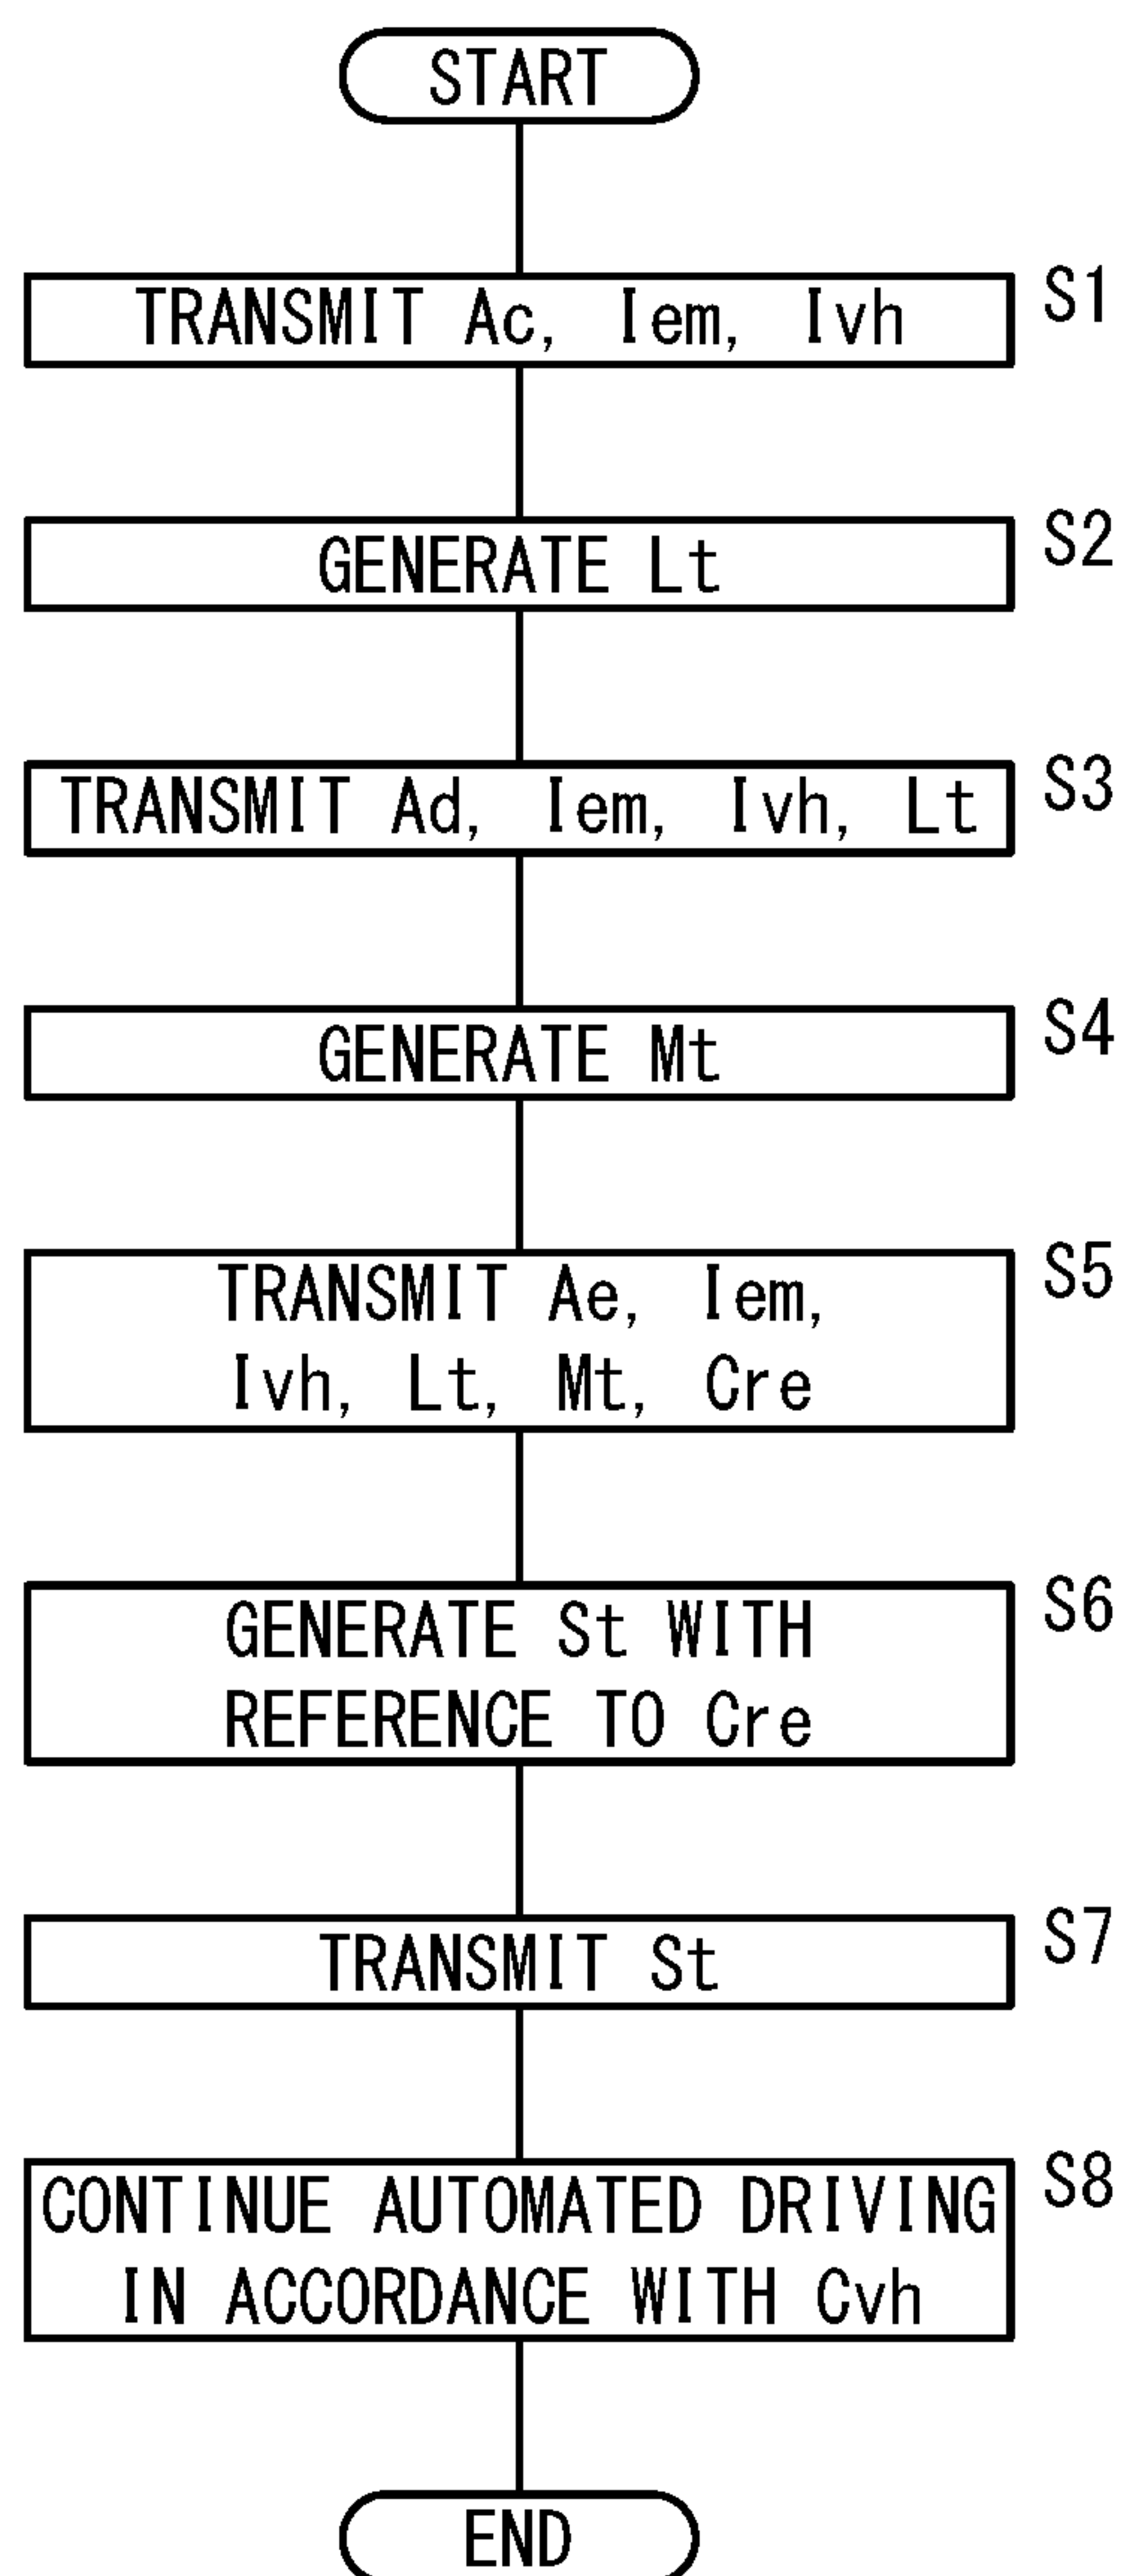 START
TRANSMIT Ac, Iem, Ivh
S1
GENERATE Lt
S2
TRANSMIT Ad, Iem, Ivh, Lt
S3
GENERATE Mt
S4
TRANSMIT Ae, Iem,
Ivh, Lt, Mt, Cre
S5
GENERATE St WITH
REFERENCE TO Cre
S6
TRANSMIT St
S7
CONTINUE AUTOMATED DRIVING
IN ACCORDANCE WITH Cvh
S8
END